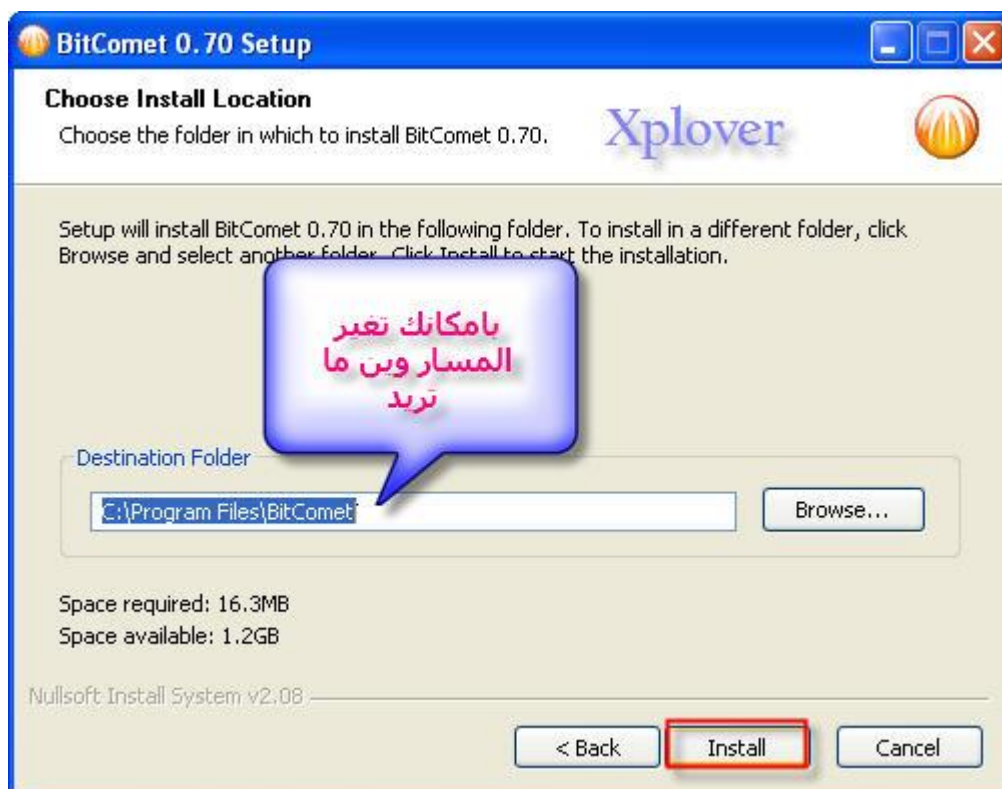 BitComet 0.70 Setup
Choose Install Location
Choose the folder in which to install BitComet 0.70.
Xplover
Setup will install BitComet 0.70 in the following folder. To install in a different folder, click
Browse and select another folder. Click Install to start the installation.
بامكانك تغير
المسار وين ما
تريد
Destination Folder
C:\Program Files\BitComet
Browse...
Space required: 16.3MB
Space available: 1.2GB
Nullsoft Install System v2.08
< Back
Install
Cancel